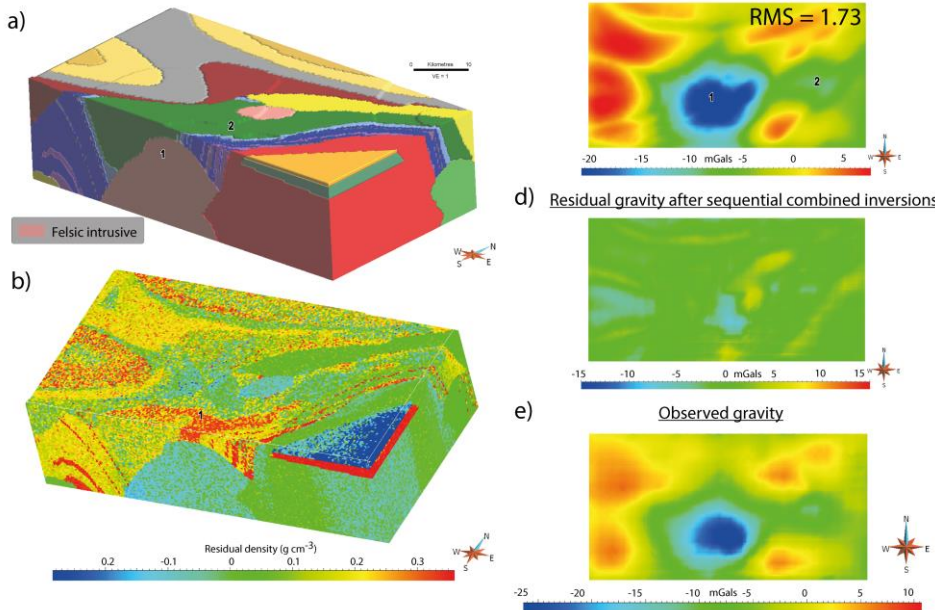 a)
Kilometres
0 10
VE = 1
2
1
Felsic intrusive
N
W
S E
b)
1
Residual density (g cm-3)
0.2 -0.1 0 0.1 0.2 0.3
N
W
S E
RMS = 1.73
1
2
-20 -15 -10 -5 0 5
mGals
N
W E
S
d) Residual gravity after sequential combined inversions
-15 -10 -5 0 mGals 5 10 15
N
W E
S
e) Observed gravity
-25 -20 -15 -10 -5 0 5 10
mGals
N
W E
S